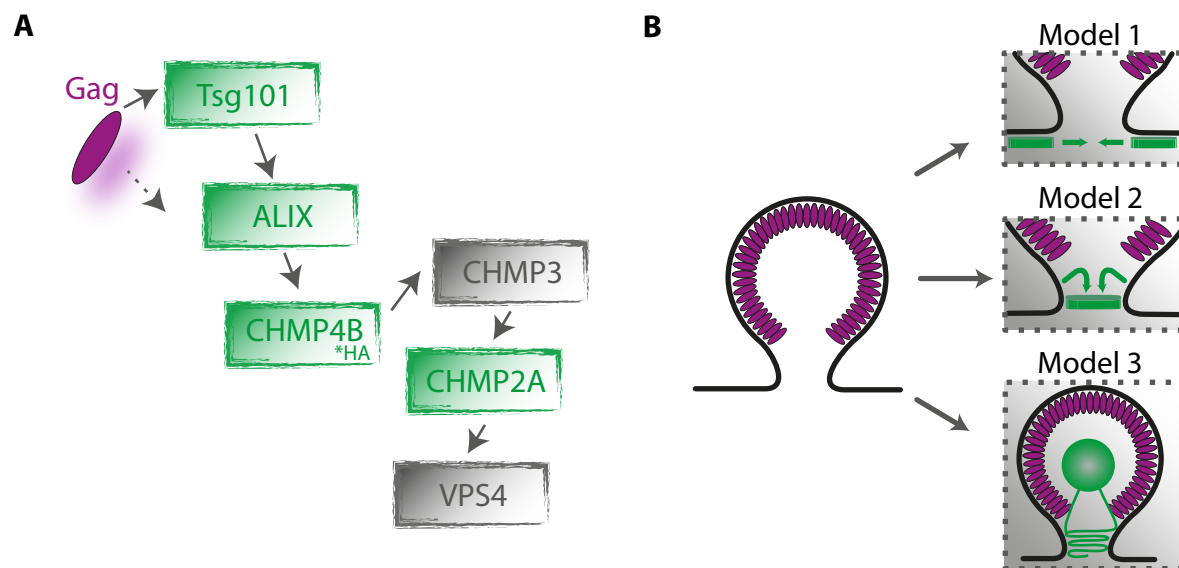 A
Gag
Tsg101
ALIX
CHMP3
CHMP4B
*HA
CHMP2A
VPS4
B
Model 1
Model 2
Model 3